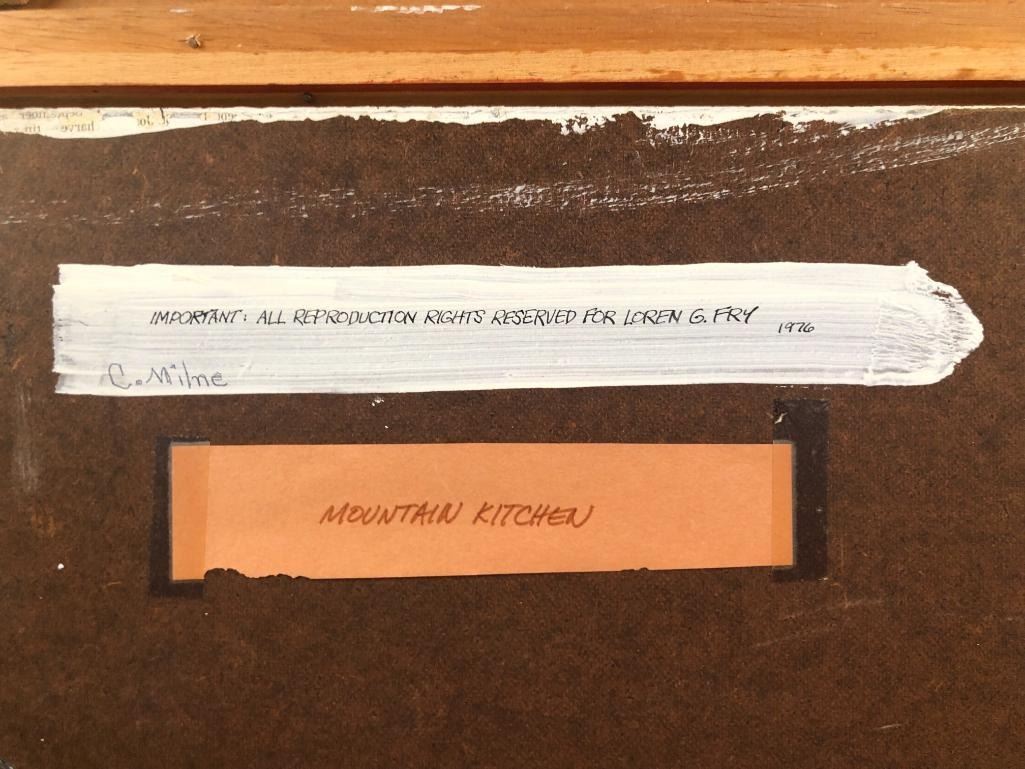 IMPORTANT: ALL REPRODUCTION RIGHTS RESERVED FOR LOREN G. FRY
1976
C. Milne
MOUNTAIN KITCHEN